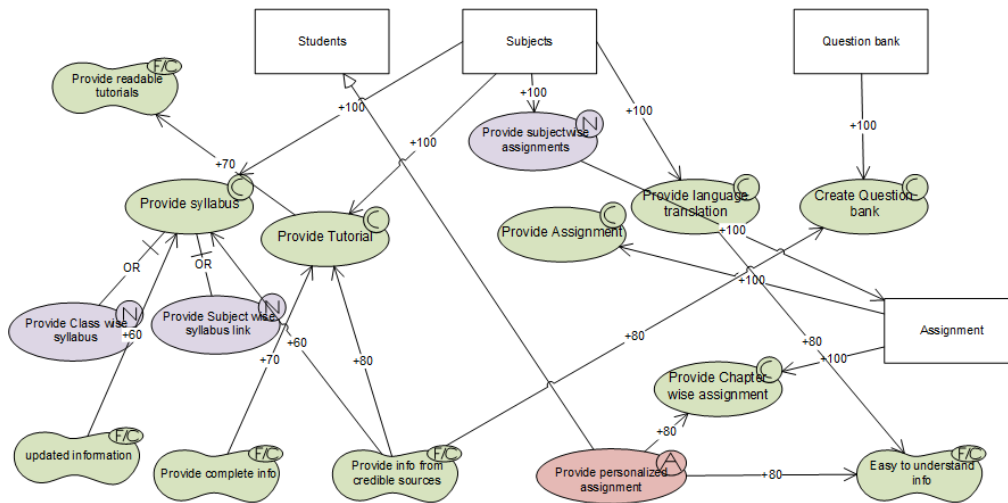 Students
Subjects
Question bank
F/C
Provide readable
tutorials
+100
+100
+100
+100
+100
N
Provide subjectwise
assignments
+70
C
Provide syllabus
C
Provide Tutorial
C
Provide Assignment
C
Provide language
translation
C
Create Question
bank
+100
+100
OR
OR
N
Provide Class wise
syllabus
N
Provide Subject wise
syllabus link
Assignment
+60
+60
+70
+80
+80
+80
+100
C
Provide Chapter
wise assignment
+80
+80
F/C
updated information
F/C
Provide complete info
F/C
Provide info from
credible sources
A
Provide personalized
assignment
F/C
Easy to understand
info